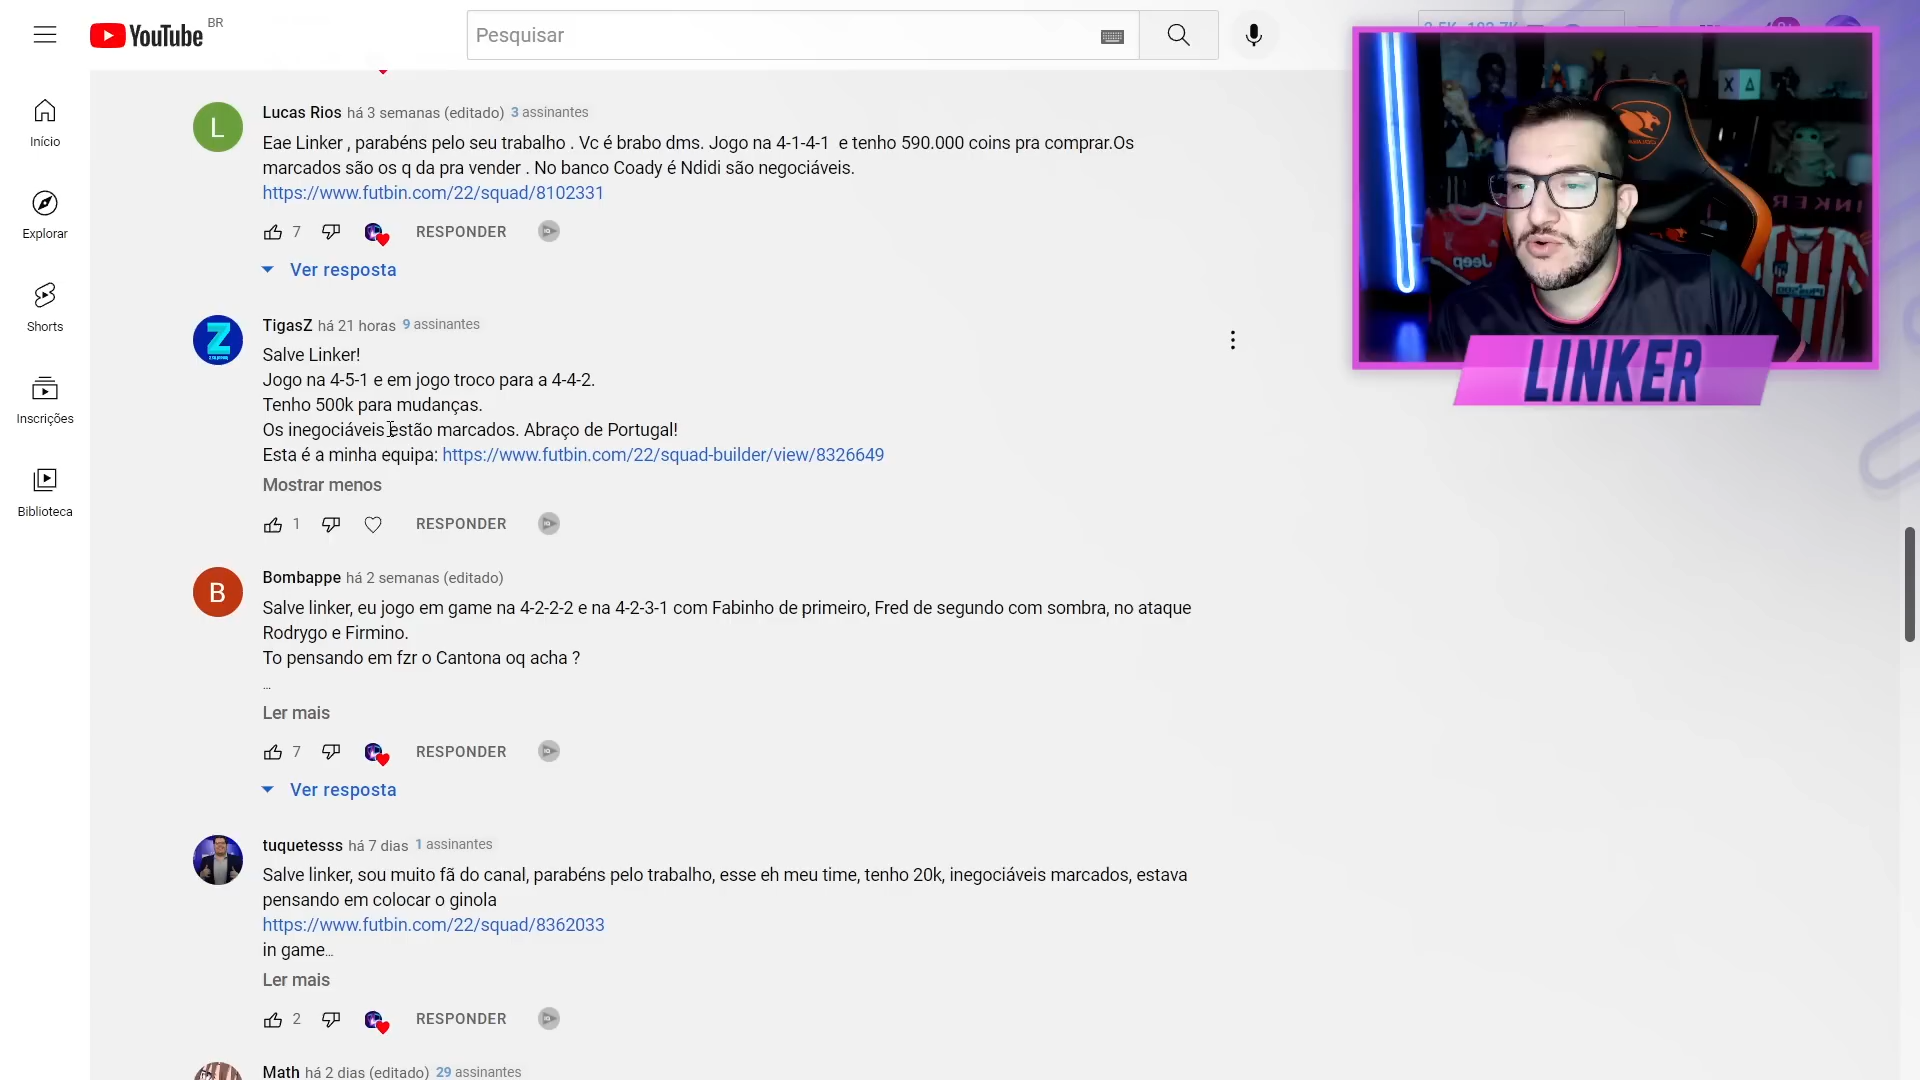 YouTube
BR
Pesquisar
Início
Explorar
Shorts
Inscrições
Biblioteca
Lucas Rios há 3 semanas (editado) 3 assinantes
Eae Linker , parabéns pelo seu trabalho . Vc é brabo dms. Jogo na 4-1-4-1  e tenho 590.000 coins pra comprar.Os
marcados são os q da pra vender . No banco Coady é Ndidi são negociáveis.
https://www.futbin.com/22/squad/8102331
7 RESPONDER
Ver resposta
TigasZ há 21 horas 9 assinantes
Salve Linker!
Jogo na 4-5-1 e em jogo troco para a 4-4-2.
Tenho 500k para mudanças.
Os inegociáveis estão marcados. Abraço de Portugal!
Esta é a minha equipa: https://www.futbin.com/22/squad-builder/view/8326649
Mostrar menos
1 RESPONDER
Bombappe há 2 semanas (editado)
Salve linker, eu jogo em game na 4-2-2-2 e na 4-2-3-1 com Fabinho de primeiro, Fred de segundo com sombra, no ataque
Rodrygo e Firmino.
To pensando em fzr o Cantona oq acha ?
...
Ler mais
7 RESPONDER
Ver resposta
tuquetesss há 7 dias 1 assinantes
Salve linker, sou muito fã do canal, parabéns pelo trabalho, esse eh meu time, tenho 20k, inegociáveis marcados, estava
pensando em colocar o ginola
https://www.futbin.com/22/squad/8362033
in game...
Ler mais
2 RESPONDER
Math há 2 dias (editado) 29 assinantes
LINKER
Jeep